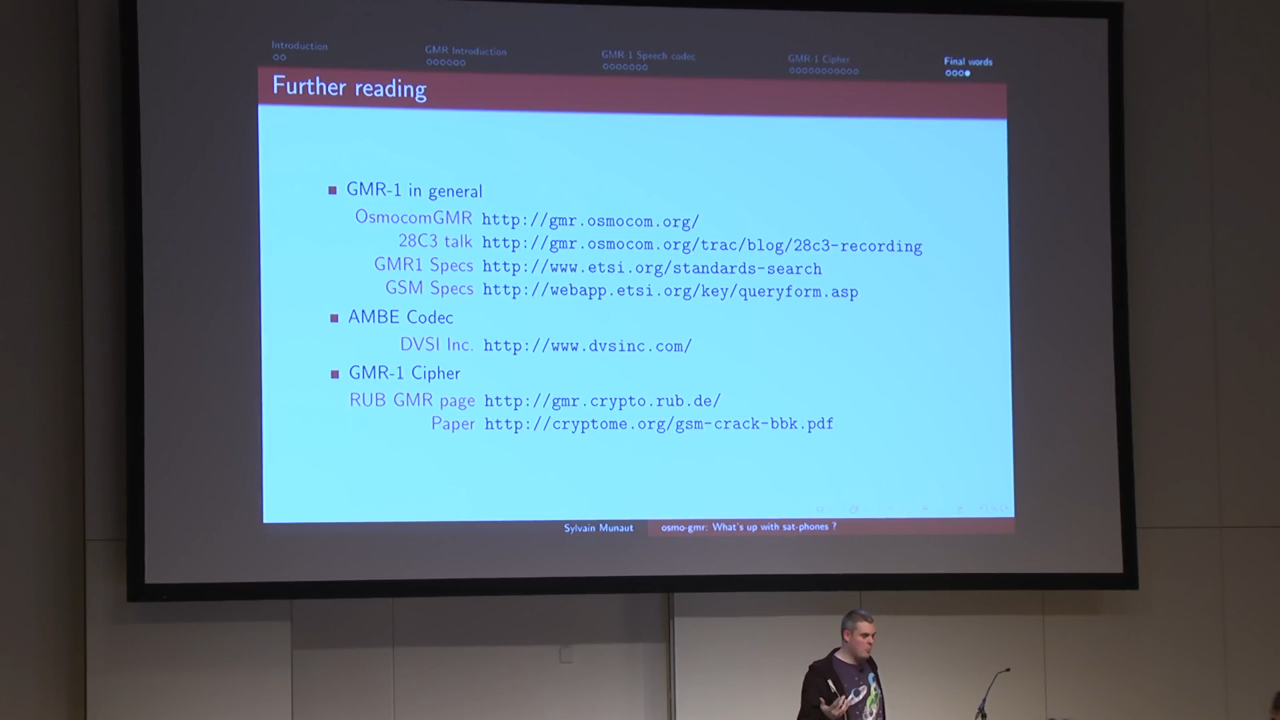 Introduction
GMR Introduction
GMR-1 Speech codec
GMR-1 Cipher
Final words
Further reading
GMR-1 in general
OsmocomGMR http://gmr.osmocom.org/
28C3 talk http://gmr.osmocom.org/trac/blog/28c3-recording
GMR1 Specs http://www.etsi.org/standards-search
GSM Specs http://webapp.etsi.org/key/queryform.asp
AMBE Codec
DVSI Inc. http://www.dvsinc.com/
GMR-1 Cipher
RUB GMR page http://gmr.crypto.rub.de/
Paper http://cryptome.org/gsm-crack-bbk.pdf
Sylvain Munaut
osmo-gmr: What's up with sat-phones ?